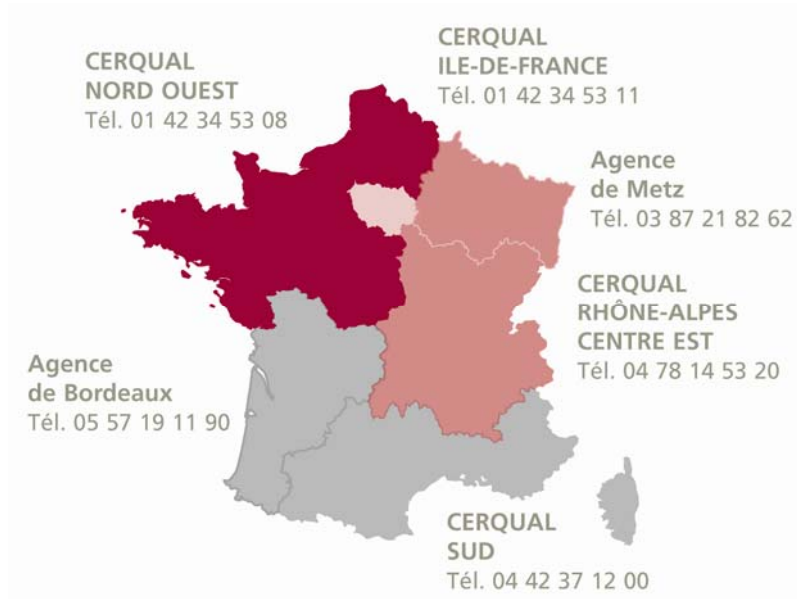 CERQUAL
NORD OUEST
Tél. 01 42 34 53 08
CERQUAL
ILE-DE-FRANCE
Tél. 01 42 34 53 11
Agence
de Metz
Tél. 03 87 21 82 62
CERQUAL
RHÔNE-ALPES
CENTRE EST
Tél. 04 78 14 53 20
Agence
de Bordeaux
Tél. 05 57 19 11 90
CERQUAL
SUD
Tél. 04 42 37 12 00